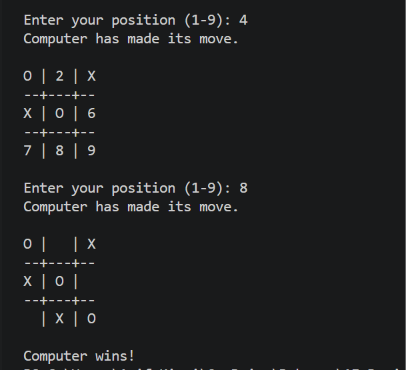 Enter your position (1-9): 4
Computer has made its move.
O | 2 | X
--+---+--
X | O | 6
--+---+--
7 | 8 | 9
Enter your position (1-9): 8
Computer has made its move.
O |   | X
--+---+--
X | O |
--+---+--
  | X | O
Computer wins!